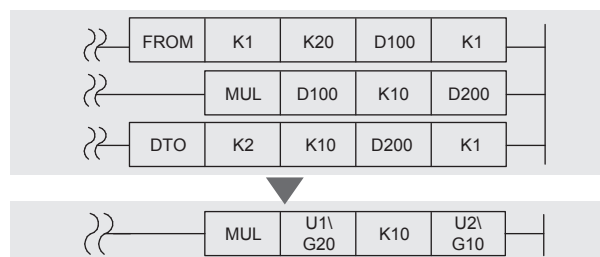 FROM K1 K20 D100 K1
MUL D100 K10 D200
DTO K2 K10 D200 K1
MUL U1\ G20 K10 U2\ G10